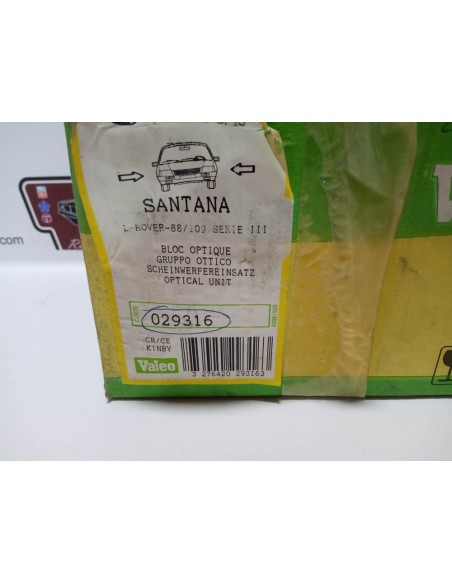 SANTANA
L-ROVER-88/109 SERIE III
BLOC OPTIQUE
GRUPPO OTTICO
SCHEINWERFEREINSATZ
OPTICAL UNIT
029316
CR/CE
KINBY
Valeo
3 276420 293163
.com